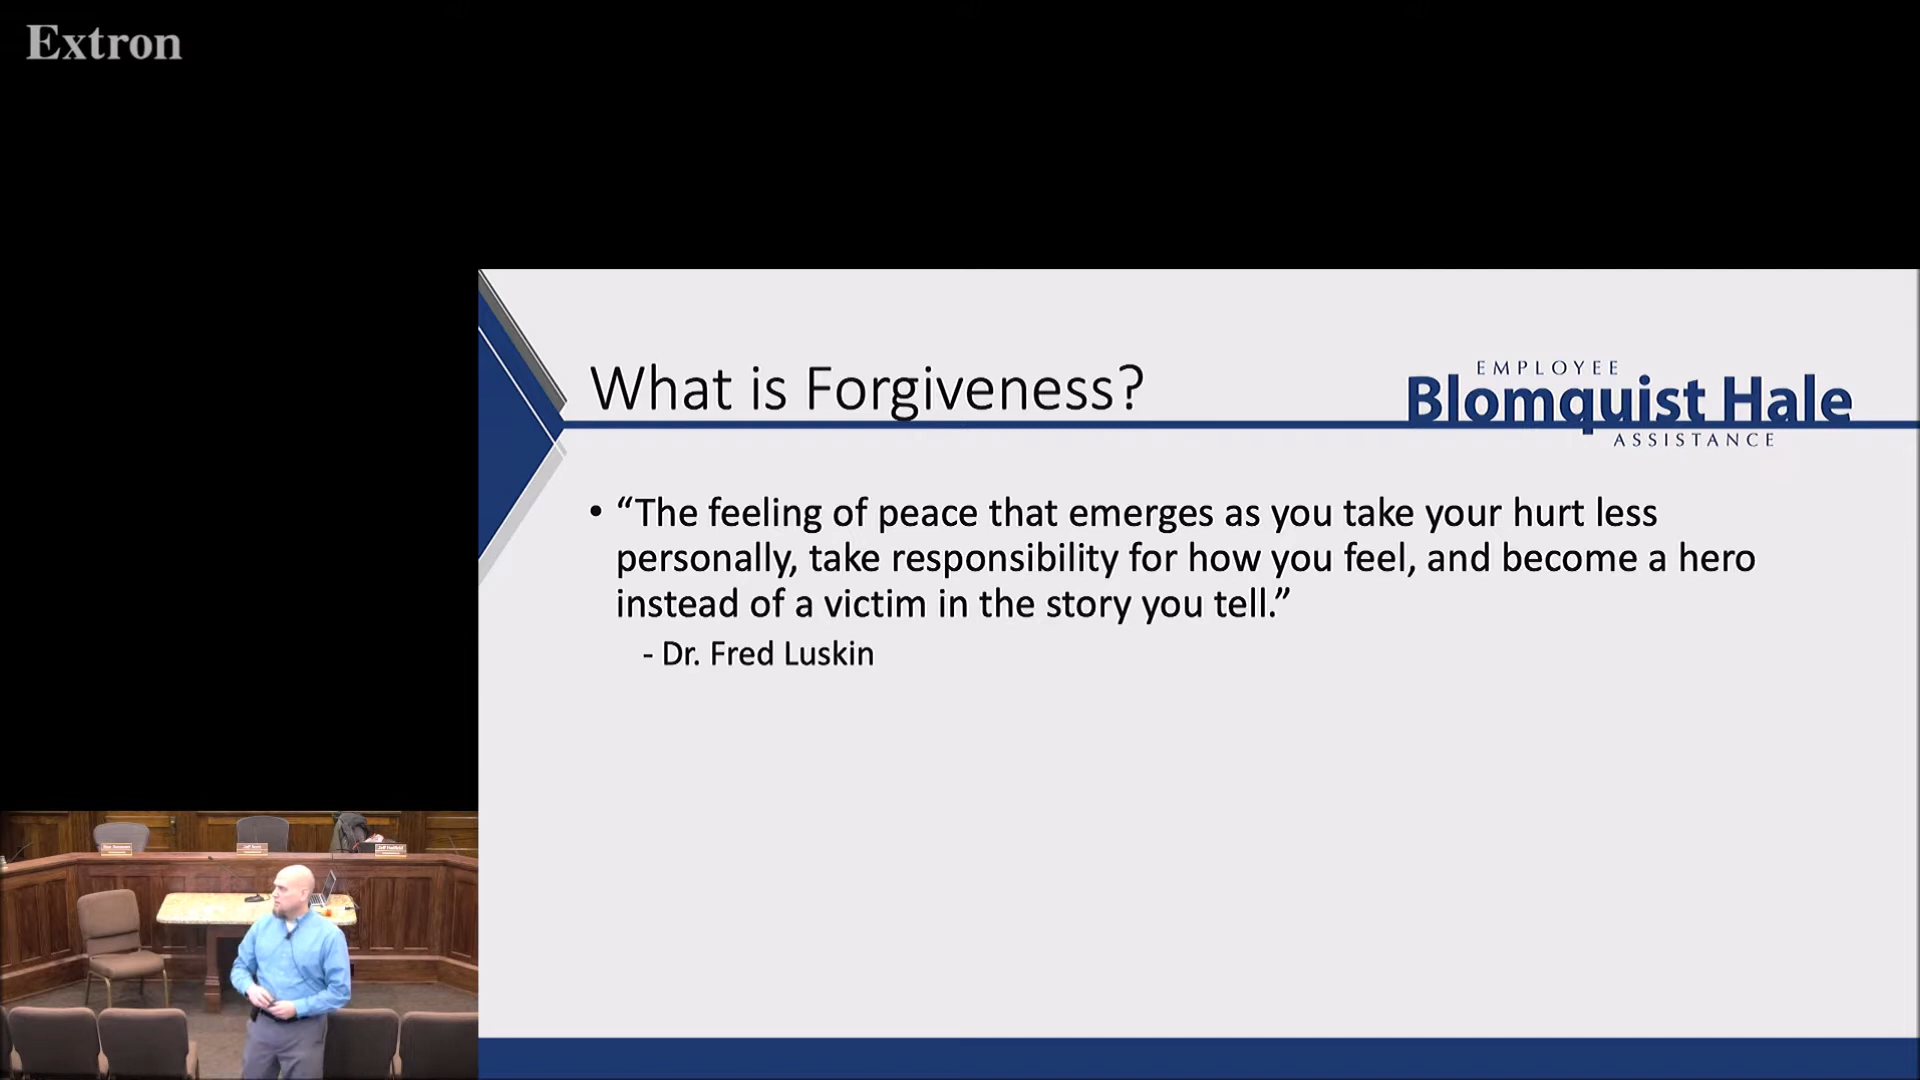 Extron
What is Forgiveness?
EMPLOYEE
Blomquist Hale
ASSISTANCE
• “The feeling of peace that emerges as you take your hurt less
personally, take responsibility for how you feel, and become a hero
instead of a victim in the story you tell.”
- Dr. Fred Luskin